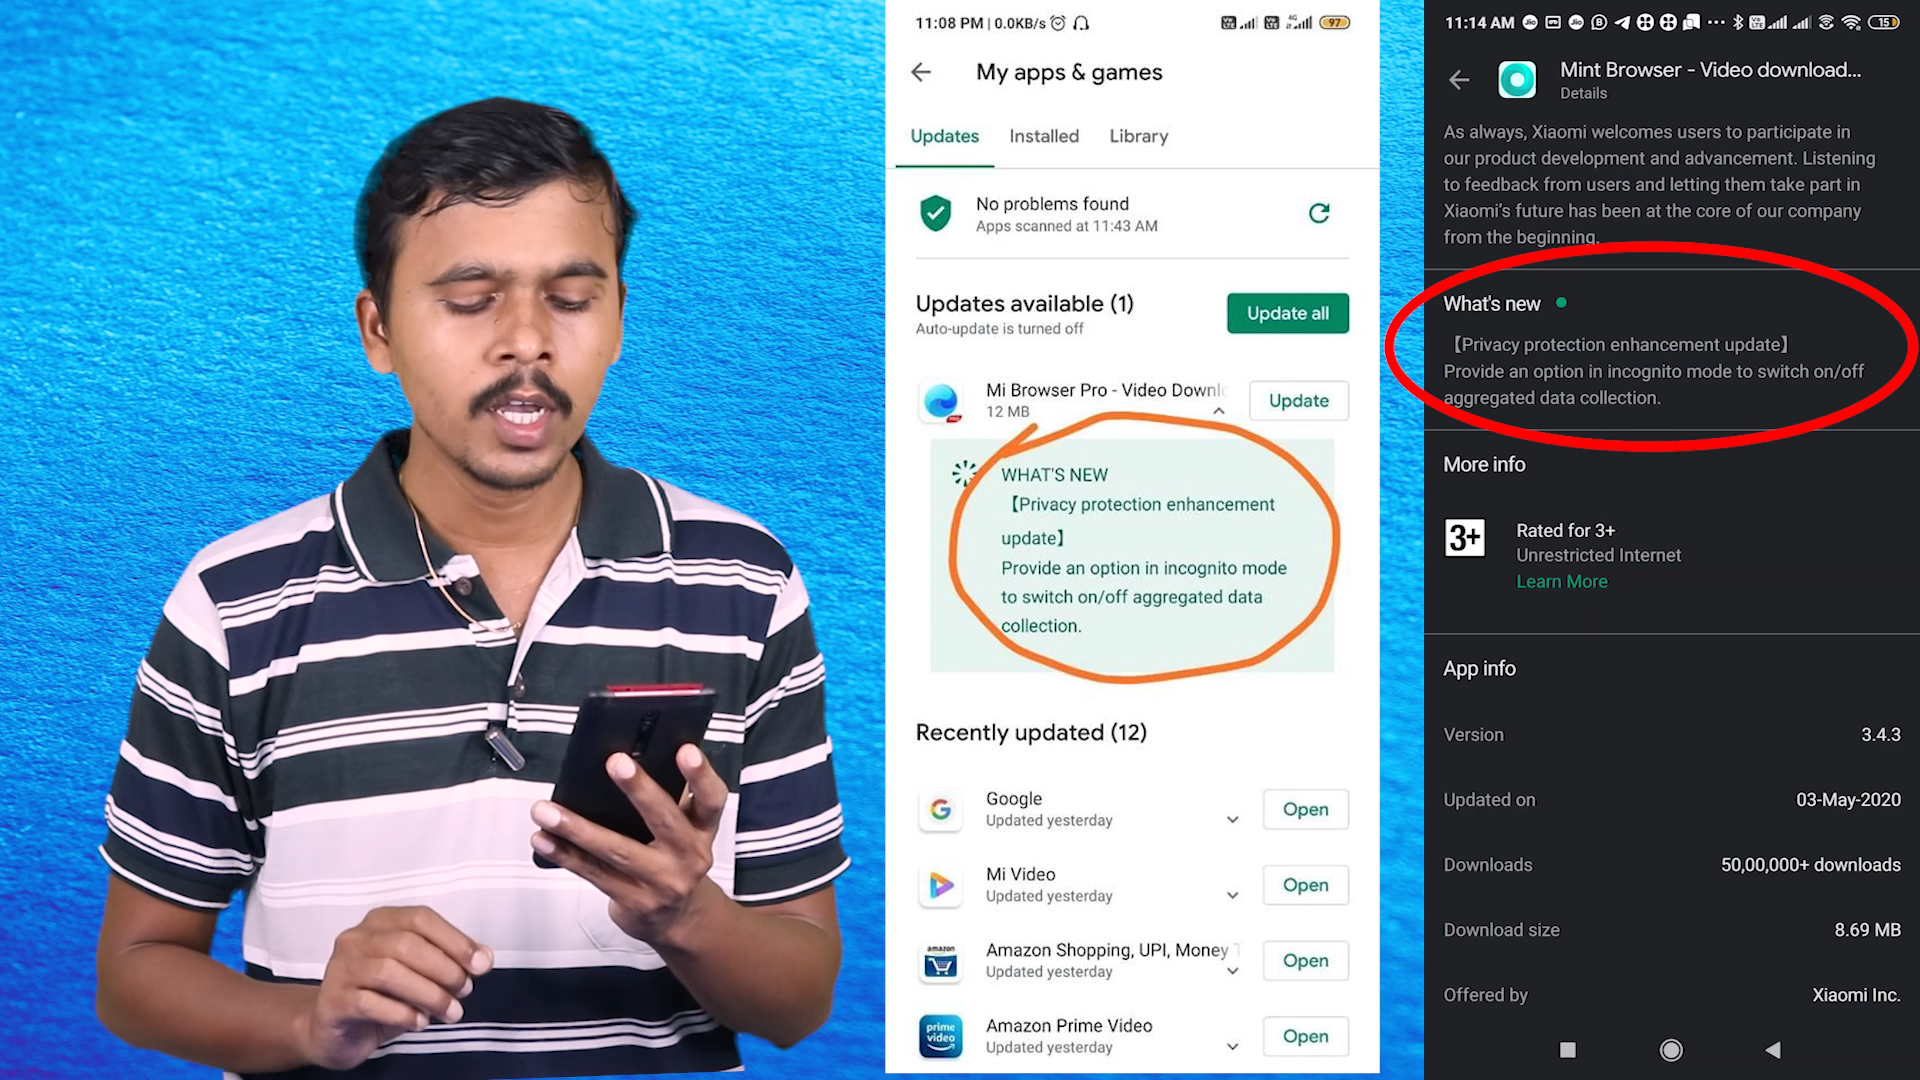 11:08 PM | 0.0KB/s
4G
97
My apps & games
Updates
Installed
Library
No problems found
Apps scanned at 11:43 AM
Updates available (1)
Auto-update is turned off
Update all
Mi Browser Pro - Video Downlo
12 MB
Update
WHAT'S NEW
【Privacy protection enhancement
update】
Provide an option in incognito mode
to switch on/off aggregated data
collection.
Recently updated (12)
Google
Updated yesterday
Open
Mi Video
Updated yesterday
Open
amazon
Amazon Shopping, UPI, Money T
Updated yesterday
Open
prime
video
Amazon Prime Video
Updated yesterday
Open
11:14 AM
Jio
Jio
15
Mint Browser - Video download...
Details
As always, Xiaomi welcomes users to participate in
our product development and advancement. Listening
to feedback from users and letting them take part in
Xiaomi's future has been at the core of our company
from the beginning.
What's new
【Privacy protection enhancement update】
Provide an option in incognito mode to switch on/off
aggregated data collection.
More info
3+
Rated for 3+
Unrestricted Internet
Learn More
App info
Version
3.4.3
Updated on
03-May-2020
Downloads
50,00,000+ downloads
Download size
8.69 MB
Offered by
Xiaomi Inc.